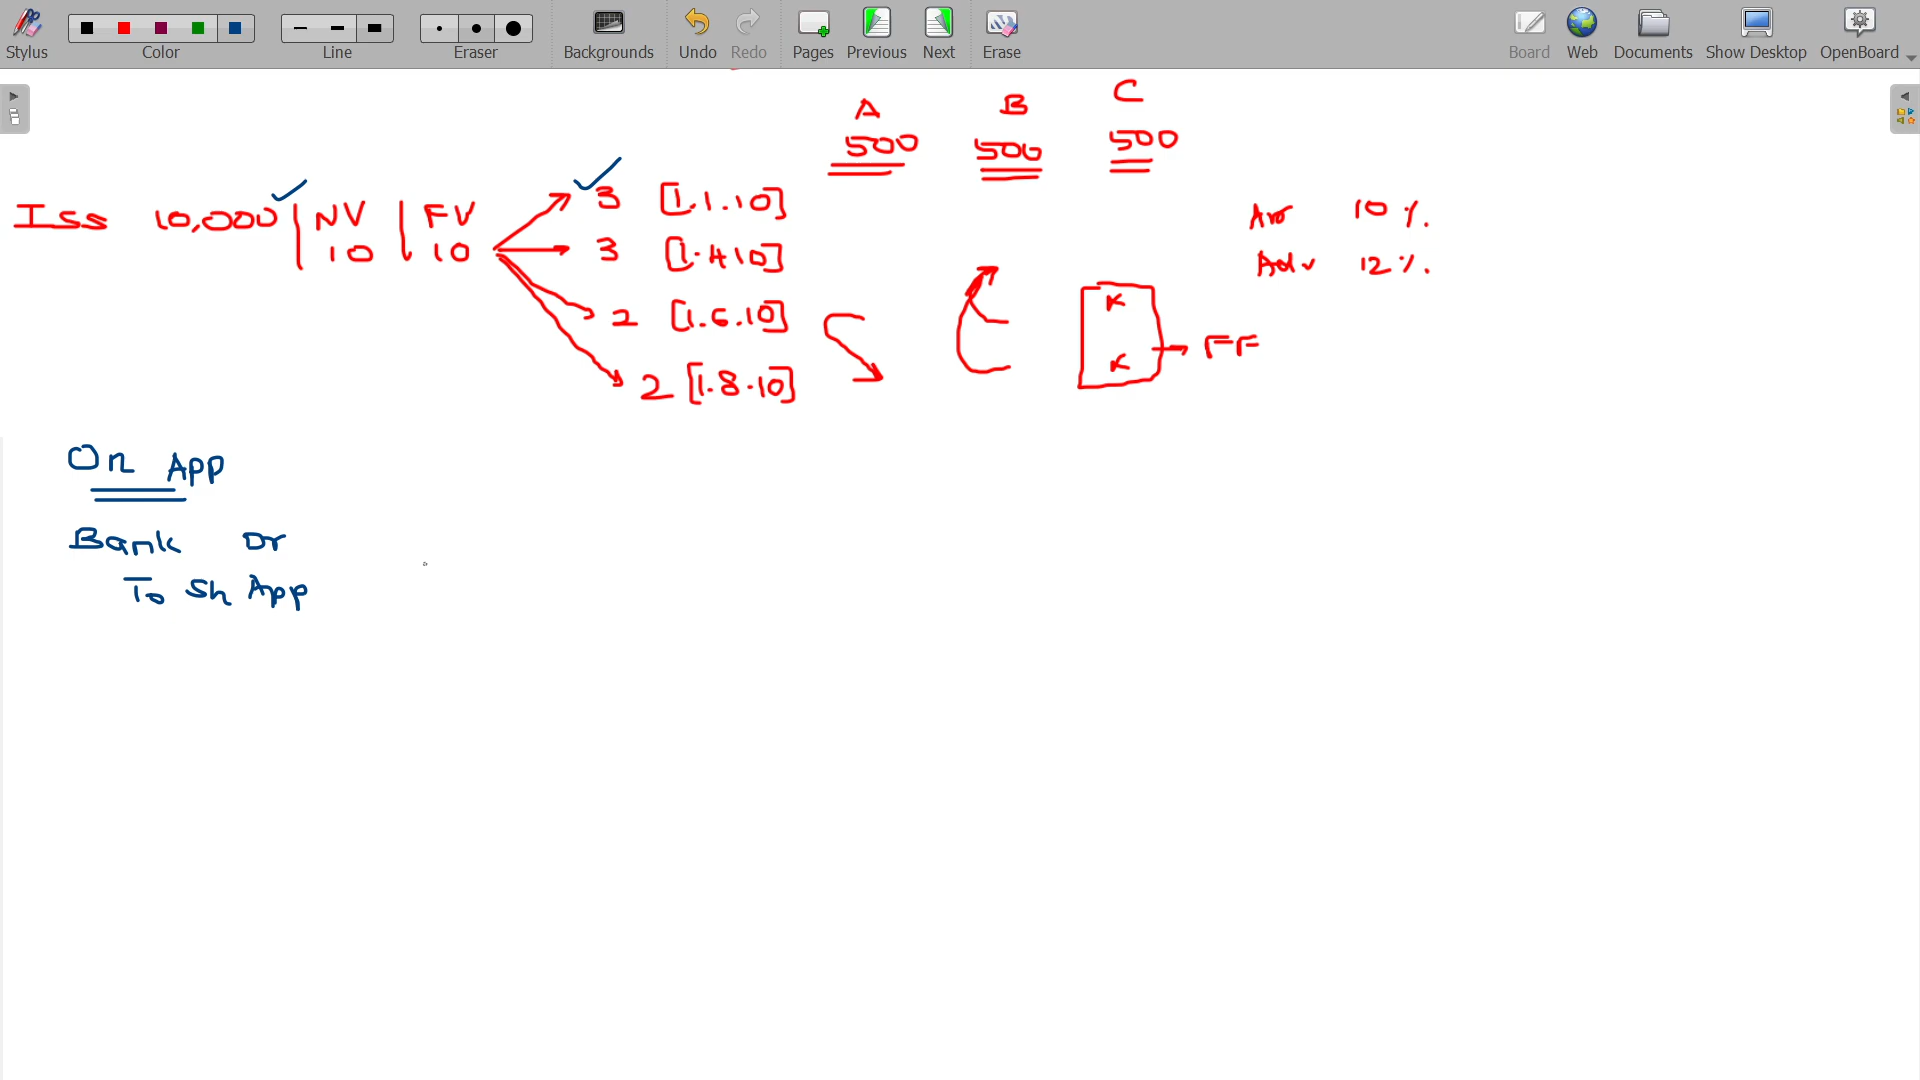 Stylus Color Line Eraser Backgrounds Undo Redo Pages Previous Next Erase Board Web Documents Show Desktop OpenBoard
A B C
500 500 500
Iss 10,000 | NV | FV
10 10
3 [1.1.10]
3 [1.4.10]
2 [1.6.10]
2 [1.8.10]
Arr 10%.
Adv 12%.
K
K
FF
On App
Bank Dr
To Sh App